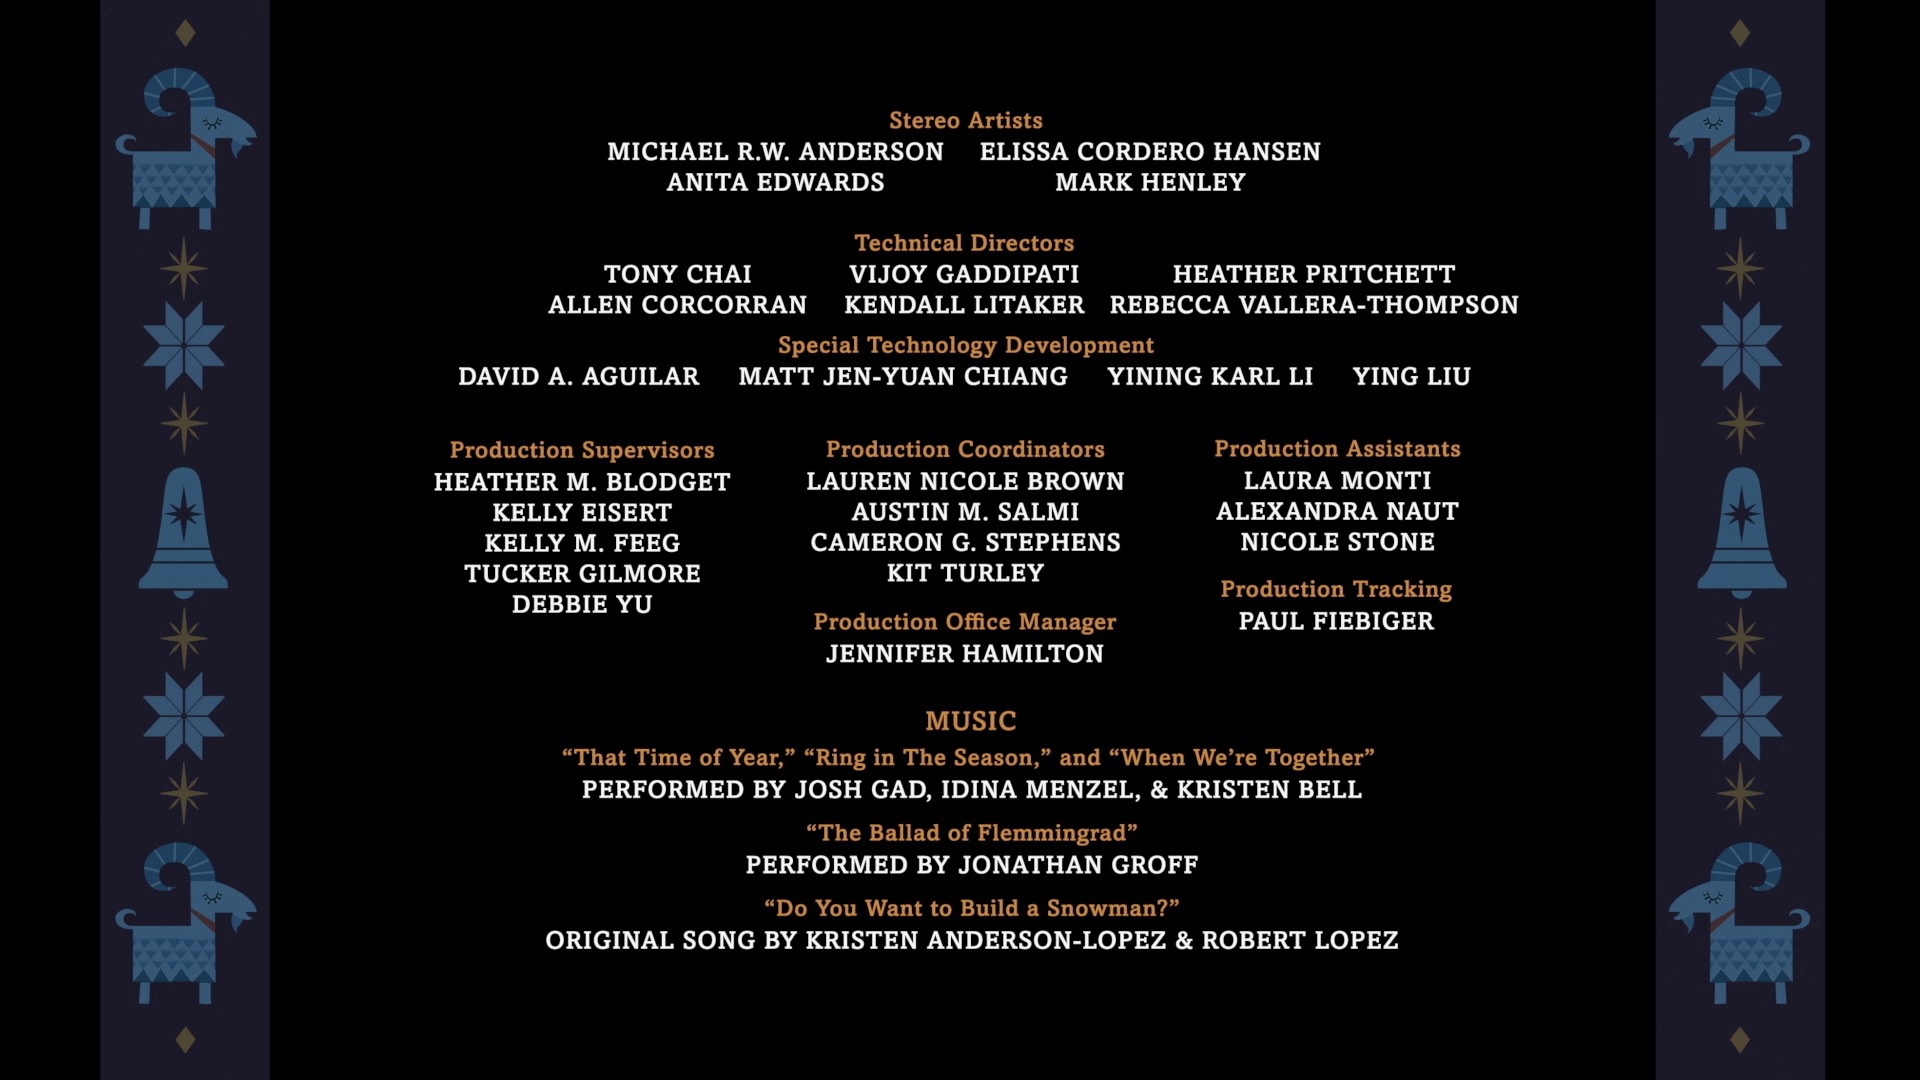 Stereo Artists
MICHAEL R.W. ANDERSON ELISSA CORDERO HANSEN
ANITA EDWARDS MARK HENLEY
Technical Directors
TONY CHAI VIJOY GADDIPATI HEATHER PRITCHETT
ALLEN CORCORRAN KENDALL LITAKER REBECCA VALLERA-THOMPSON
Special Technology Development
DAVID A. AGUILAR MATT JEN-YUAN CHIANG YINING KARL LI YING LIU
Production Supervisors
HEATHER M. BLODGET
KELLY EISERT
KELLY M. FEEG
TUCKER GILMORE
DEBBIE YU
Production Coordinators
LAUREN NICOLE BROWN
AUSTIN M. SALMI
CAMERON G. STEPHENS
KIT TURLEY
Production Office Manager
JENNIFER HAMILTON
Production Assistants
LAURA MONTI
ALEXANDRA NAUT
NICOLE STONE
Production Tracking
PAUL FIEBIGER
MUSIC
“That Time of Year,” “Ring in The Season,” and “When We’re Together”
PERFORMED BY JOSH GAD, IDINA MENZEL, & KRISTEN BELL
“The Ballad of Flemmingrad”
PERFORMED BY JONATHAN GROFF
“Do You Want to Build a Snowman?”
ORIGINAL SONG BY KRISTEN ANDERSON-LOPEZ & ROBERT LOPEZ